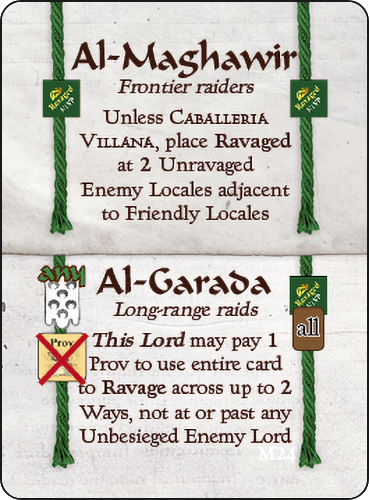 Al-Maghawir
Frontier raiders
Ravaged
½VP
Ravaged
½VP
Unless Caballeria
Villana, place Ravaged
at 2 Unravaged
Enemy Locales adjacent
to Friendly Locales
any
Al-Garada
Long-range raids
Ravaged
½VP
all
Prov
This Lord may pay 1
Prov to use entire card
to Ravage across up to 2
Ways, not at or past any
Unbesieged Enemy Lord
M24